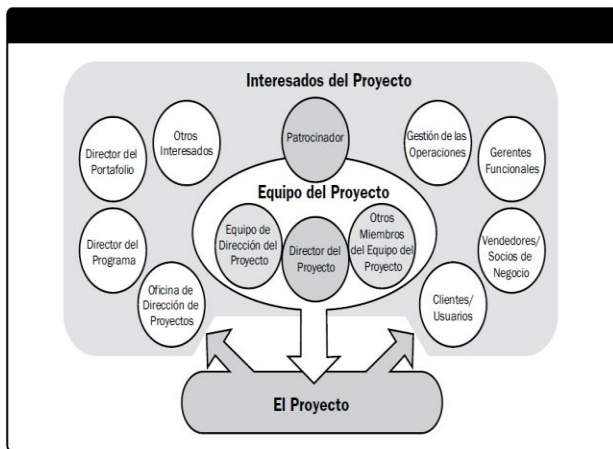 Interesados del Proyecto
Otros
Interesados
Patrocinador
Gestión de las
Operaciones
Director del
Portafolio
Gerentes
Funcionales
Equipo del Proyecto
Equipo de
Dirección del
Proyecto
Director del
Proyecto
Otros
Miembros
del Equipo del
Proyecto
Director del
Programa
Vendedores/
Socios de
Negocio
Oficina de
Dirección de
Proyectos
Clientes/
Usuarios
El Proyecto